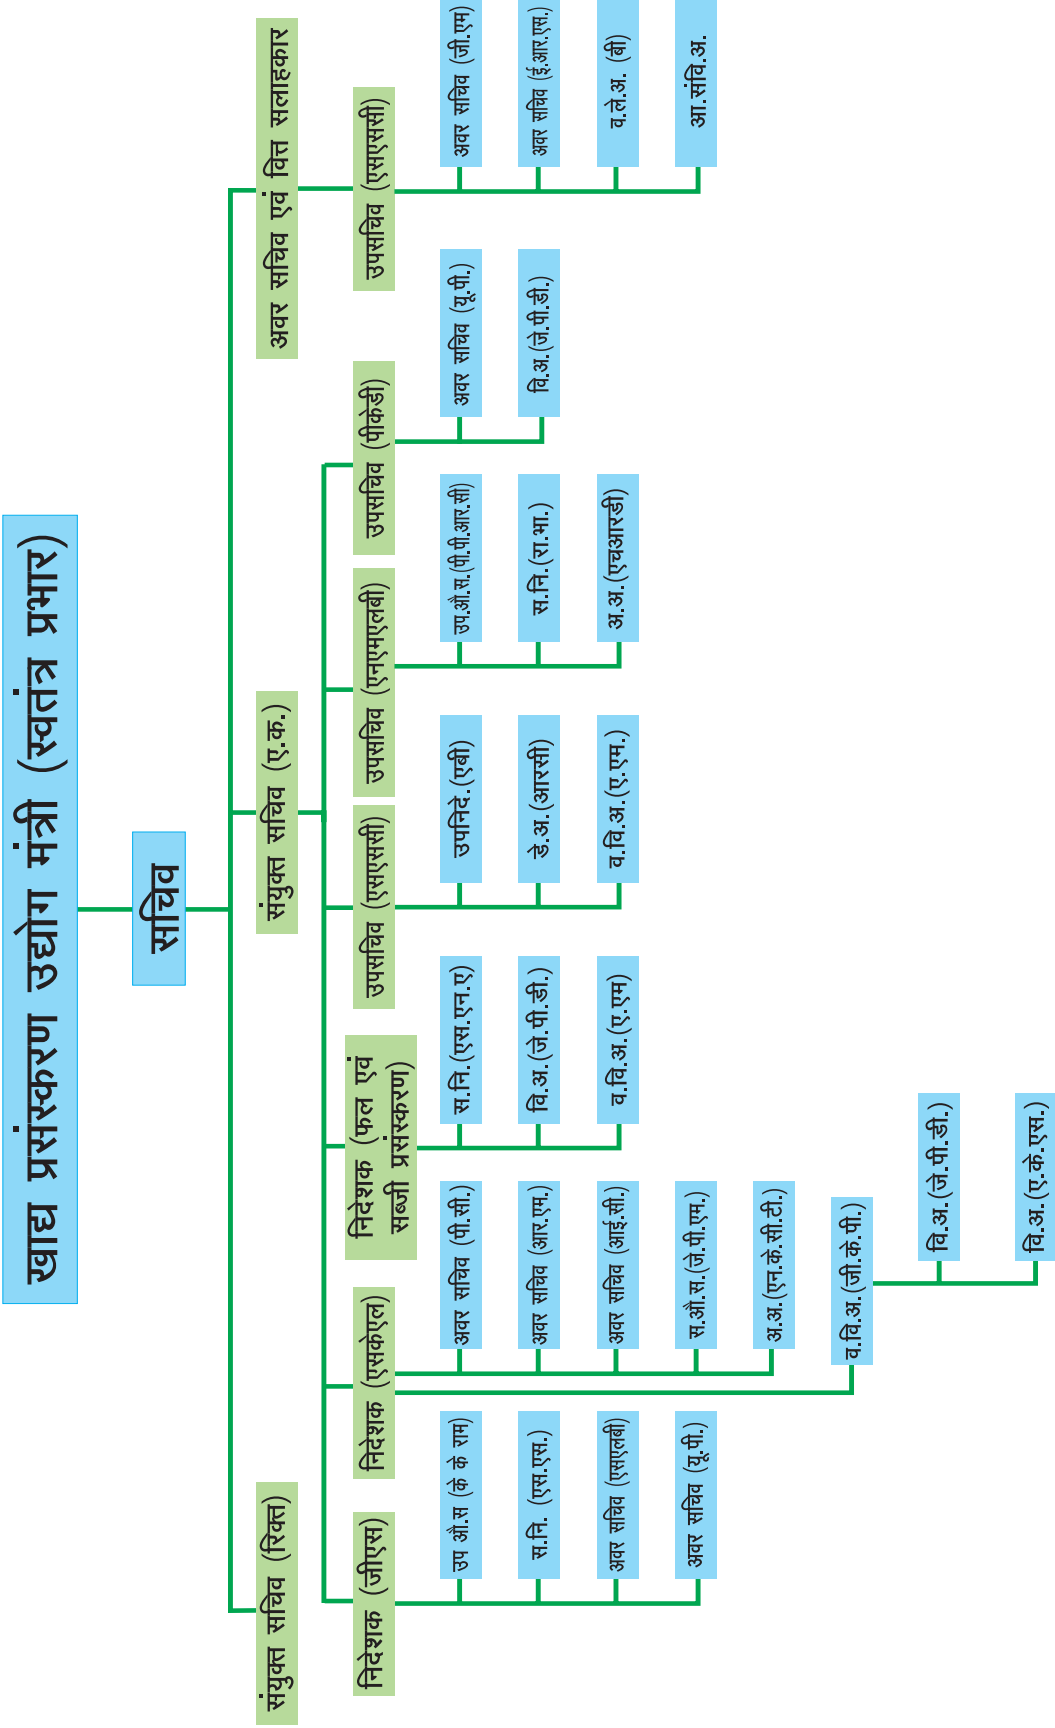 खाद्य प्रसंस्करण उद्योग मंत्री (स्वतंत्र प्रभार)
सचिव
संयुक्त सचिव (रिक्त)
संयुक्त सचिव (ए.क.)
अवर सचिव एवं वित्त सलाहकार
निदेशक (जीएस)
निदेशक (एसकेएल)
निदेशक (फल एवं
सब्जी प्रसंस्करण)
उपसचिव (एसएससी)
उपसचिव (एनएमएलबी)
उपसचिव (पीकेडी)
उपसचिव (एसएससी)
उप औ.स (के के राम)
स.नि. (एस.एस.)
अवर सचिव (एसएलबी)
अवर सचिव (यू.पी.)
अवर सचिव (पी.सी.)
अवर सचिव (आर.एम.)
अवर सचिव (आई.सी.)
स.औ.स.(जे.पी.एम.)
अ.अ.(एन.के.सी.टी.)
व.वि.अ.(जी.के.पी.)
वि.अ.(जे.पी.डी.)
वि.अ.(ए.के.एस.)
स.नि.(एस.एन.ए)
वि.अ.(जे.पी.डी.)
व.वि.अ.(ए.एम)
उपनिदे.(एबी)
डे.अ.(आरसी)
व.वि.अ.(ए.एम.)
उप.औ.स.(पी.पी.आर.सी)
स.नि.(रा.भा.)
अ.अ.(एचआरडी)
अवर सचिव (यू.पी.)
वि.अ.(जे.पी.डी.)
अवर सचिव (जी.एम)
अवर सचिव (ई.आर.एस.)
व.ले.अ. (बी)
आ.संवि.अ.